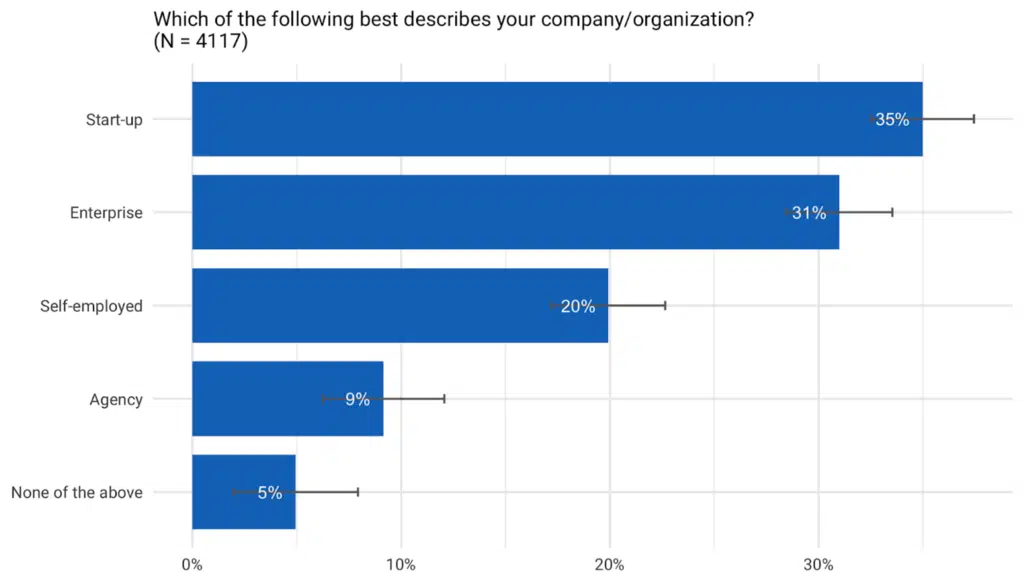 Which of the following best describes your company/organization?
(N = 4117)
Start-up
35%
Enterprise
31%
Self-employed
20%
Agency
9%
None of the above
5%
0%
10%
20%
30%